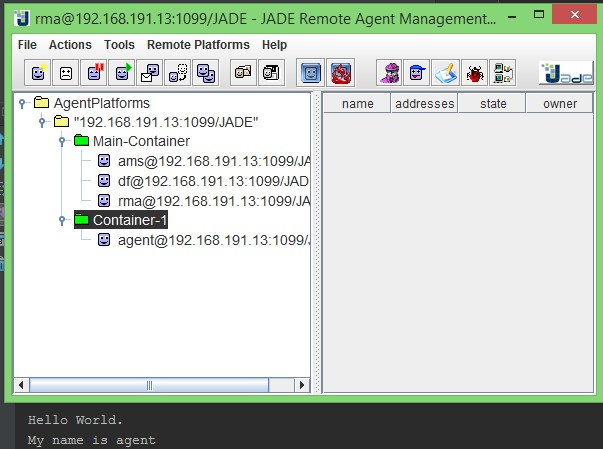 rma@192.168.191.13:1099/JADE - JADE Remote Agent Management...
File Actions Tools Remote Platforms Help
Jade
AgentPlatforms
name addresses state owner
"192.168.191.13:1099/JADE"
Main-Container
ams@192.168.191.13:1099/JA
df@192.168.191.13:1099/JAD
rma@192.168.191.13:1099/JA
Container-1
agent@192.168.191.13:1099/J
Hello World.
My name is agent